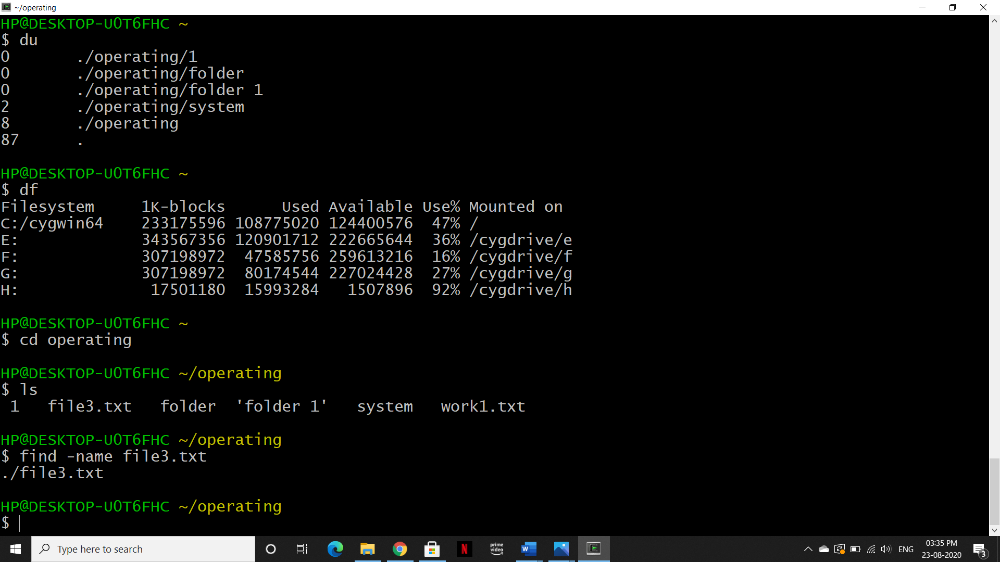 ~/operating
HP@DESKTOP-U0T6FHC ~
$ du
0       ./operating/1
0       ./operating/folder
0       ./operating/folder 1
2       ./operating/system
8       ./operating
87      .
HP@DESKTOP-U0T6FHC ~
$ df
Filesystem     1K-blocks      Used Available Use% Mounted on
C:/cygwin64    233175596 108775020 124400576  47% /
E:             343567356 120901712 222665644  36% /cygdrive/e
F:             307198972  47585756 259613216  16% /cygdrive/f
G:             307198972  80174544 227024428  27% /cygdrive/g
H:              17501180  15993284   1507896  92% /cygdrive/h
HP@DESKTOP-U0T6FHC ~
$ cd operating
HP@DESKTOP-U0T6FHC ~/operating
$ ls
 1   file3.txt   folder  'folder 1'   system   work1.txt
HP@DESKTOP-U0T6FHC ~/operating
$ find -name file3.txt
./file3.txt
HP@DESKTOP-U0T6FHC ~/operating
$
Type here to search
N
prime video
W
ENG
03:35 PM
23-08-2020
3